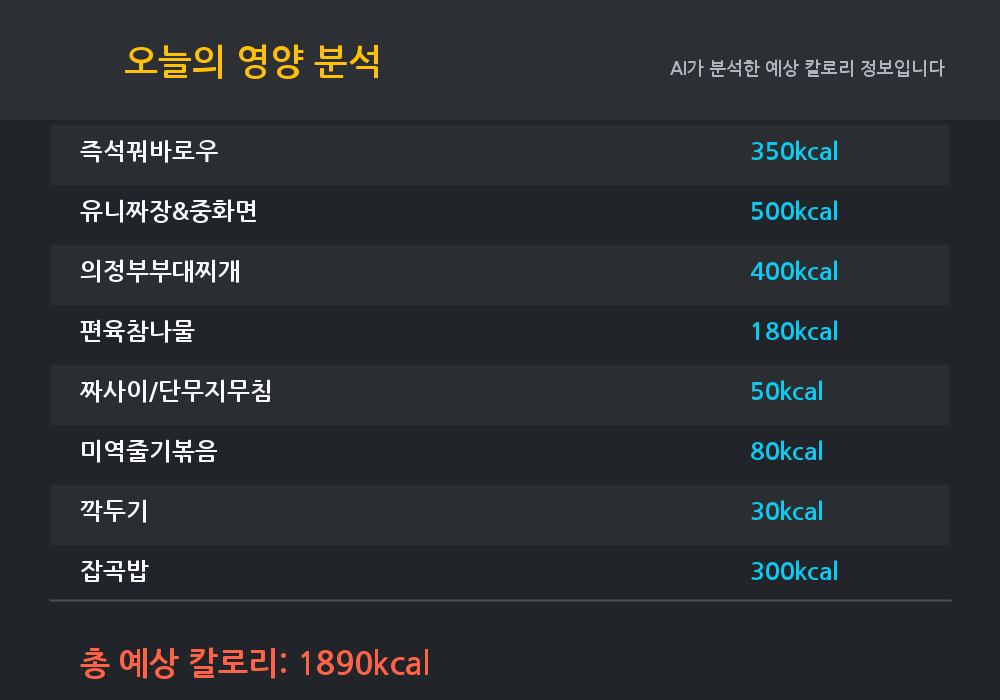 오늘의 영양 분석
AI가 분석한 예상 칼로리 정보입니다
즉석꿔바로우 350kcal
유니짜장&중화면 500kcal
의정부부대찌개 400kcal
편육참나물 180kcal
짜사이/단무지무침 50kcal
미역줄기볶음 80kcal
깍두기 30kcal
잡곡밥 300kcal
총 예상 칼로리: 1890kcal